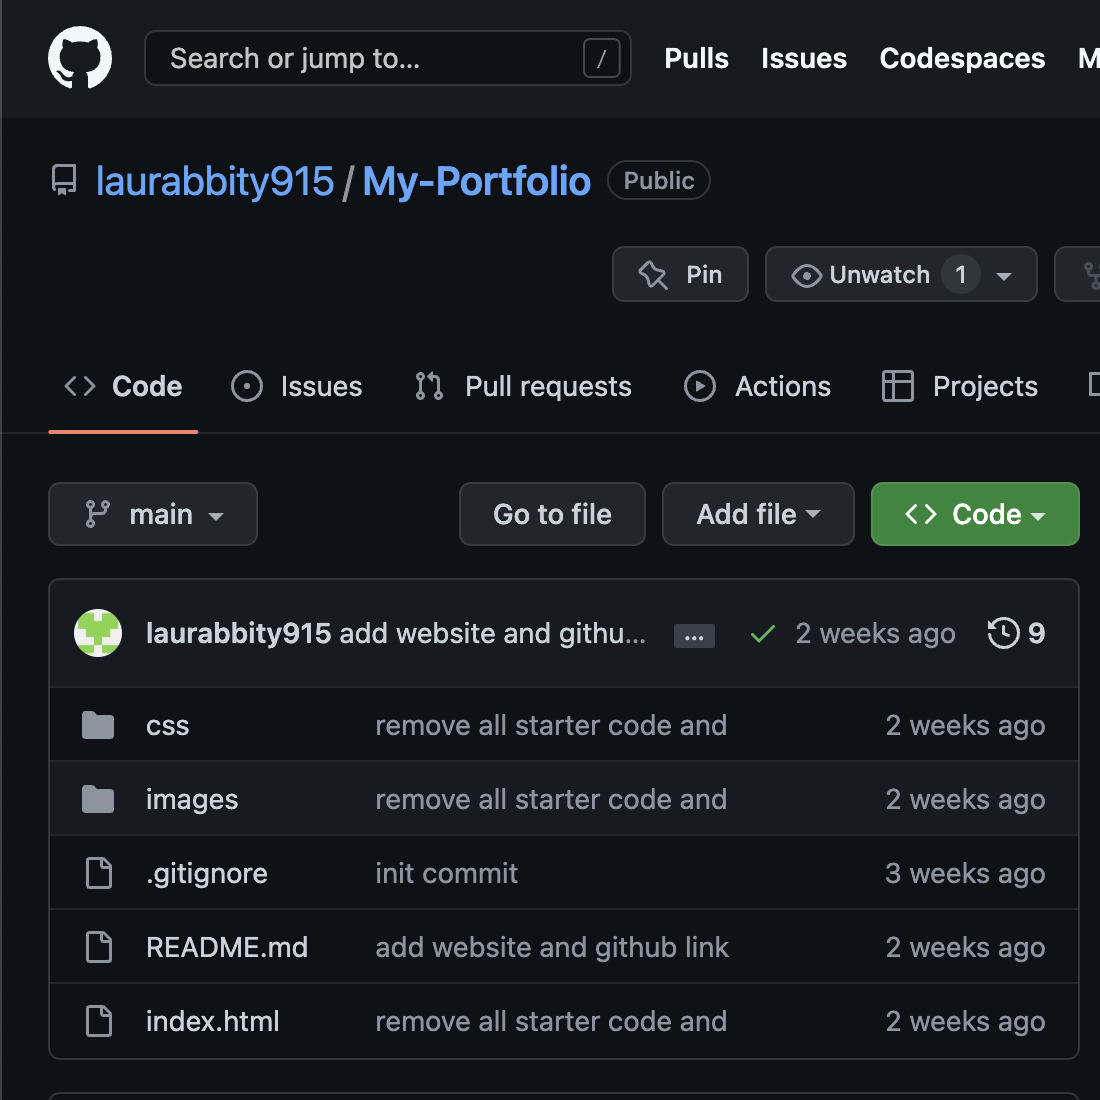 Search or jump to... /
Pulls Issues Codespaces M
laurabbity915 / My-Portfolio Public
Pin Unwatch 1
Code Issues Pull requests Actions Projects
main Go to file Add file Code
laurabbity915 add website and githu... ... 2 weeks ago 9
css remove all starter code and 2 weeks ago
images remove all starter code and 2 weeks ago
.gitignore init commit 3 weeks ago
README.md add website and github link 2 weeks ago
index.html remove all starter code and 2 weeks ago